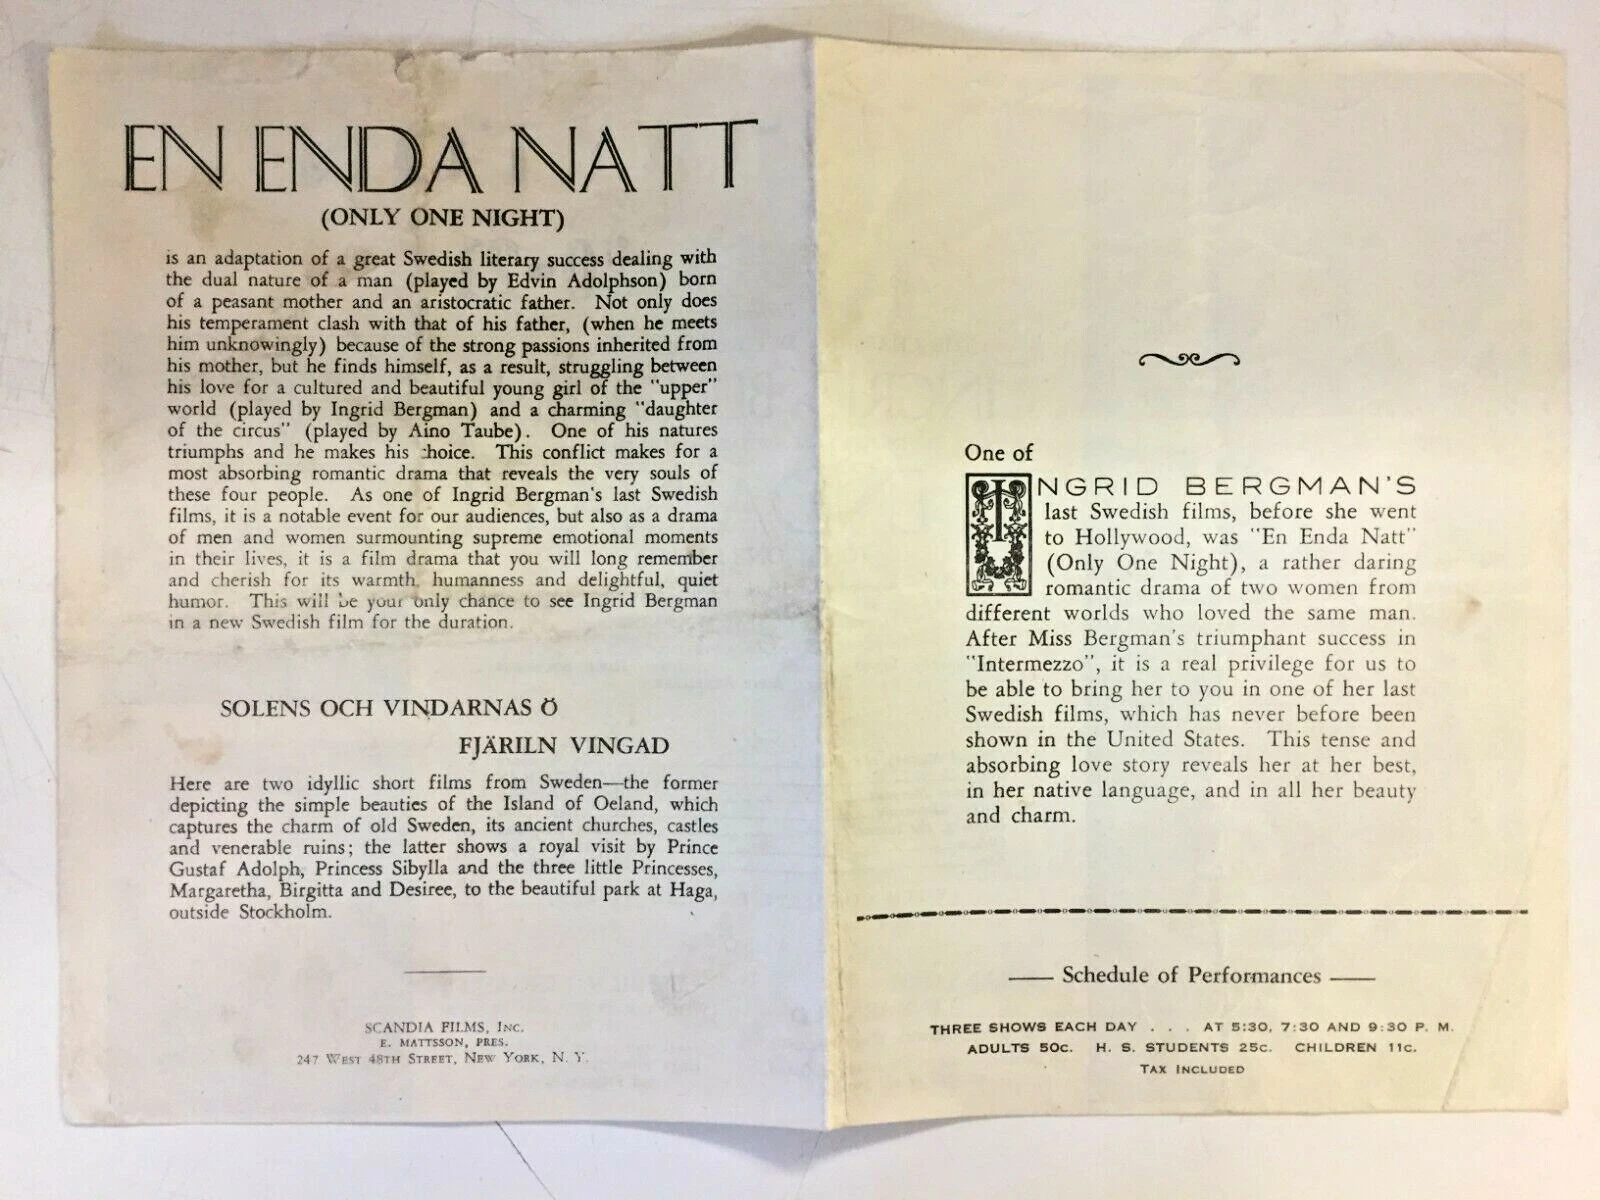 EN ENDA NATT
(ONLY ONE NIGHT)
is an adaptation of a great Swedish literary success dealing with
the dual nature of a man (played by Edvin Adolphson) born
of a peasant mother and an aristocratic father. Not only does
his temperament clash with that of his father, (when he meets
him unknowingly) because of the strong passions inherited from
his mother, but he finds himself, as a result, struggling between
his love for a cultured and beautiful young girl of the "upper"
world (played by Ingrid Bergman) and a charming "daughter
of the circus" (played by Aino Taube). One of his natures
triumphs and he makes his choice. This conflict makes for a
most absorbing romantic drama that reveals the very souls of
these four people. As one of Ingrid Bergman's last Swedish
films, it is a notable event for our audiences, but also as a drama
of men and women surmounting supreme emotional moments
in their lives, it is a film drama that you will long remember
and cherish for its warmth, humanness and delightful, quiet
humor. This will be your only chance to see Ingrid Bergman
in a new Swedish film for the duration.
SOLENS OCH VINDARNAS Ö
FJÄRILN VINGAD
Here are two idyllic short films from Sweden—the former
depicting the simple beauties of the Island of Oeland, which
captures the charm of old Sweden, its ancient churches, castles
and venerable ruins; the latter shows a royal visit by Prince
Gustaf Adolph, Princess Sibylla and the three little Princesses,
Margaretha, Birgitta and Desiree, to the beautiful park at Haga,
outside Stockholm.
SCANDIA FILMS, INC.
E. MATTSSON, PRES.
247 WEST 48TH STREET, NEW YORK, N. Y.
One of
INGRID BERGMAN'S
last Swedish films, before she went
to Hollywood, was "En Enda Natt"
(Only One Night), a rather daring
romantic drama of two women from
different worlds who loved the same man.
After Miss Bergman's triumphant success in
"Intermezzo", it is a real privilege for us to
be able to bring her to you in one of her last
Swedish films, which has never before been
shown in the United States. This tense and
absorbing love story reveals her at her best,
in her native language, and in all her beauty
and charm.
Schedule of Performances
THREE SHOWS EACH DAY . . . AT 5:30, 7:30 AND 9:30 P. M.
ADULTS 50C. H. S. STUDENTS 25C. CHILDREN 11C.
TAX INCLUDED